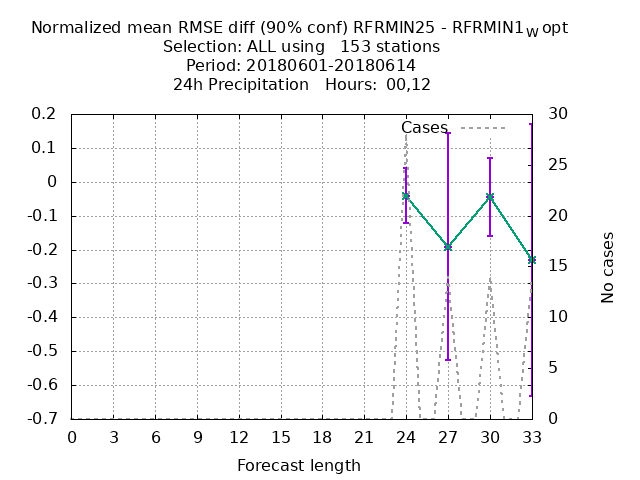 Normalized mean RMSE diff (90% conf) RFRMIN25 - RFRMIN1Wopt
Selection: ALL using 153 stations
Period: 20180601-20180614
24h Precipitation Hours: 00,12
Cases
0.2
0.1
0
-0.1
-0.2
-0.3
-0.4
-0.5
-0.6
-0.7
30
25
20
15
10
5
0
No cases
0 3 6 9 12 15 18 21 24 27 30 33
Forecast length